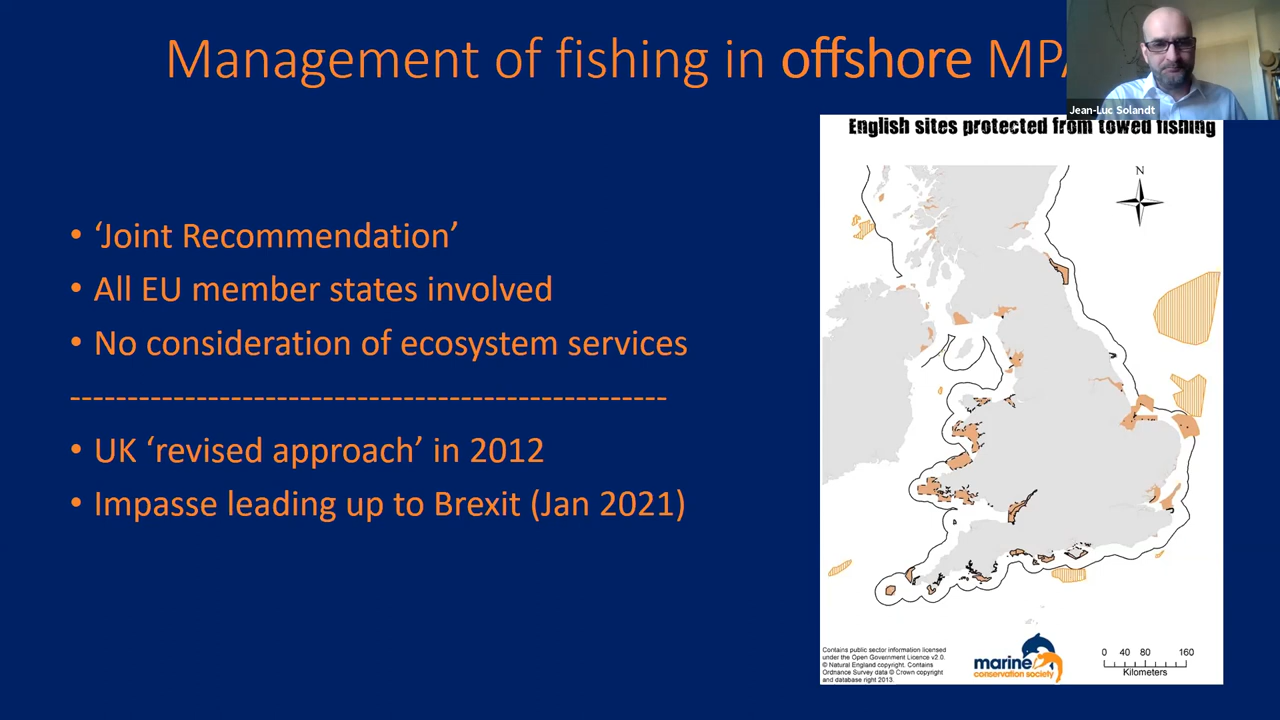 Management of fishing in offshore MPA
Jean-Luc Solandt
English sites protected from towed fishing
N
• ‘Joint Recommendation’
• All EU member states involved
• No consideration of ecosystem services
----------------------------------------------------
• UK ‘revised approach’ in 2012
• Impasse leading up to Brexit (Jan 2021)
Contains public sector information licensed
under the Open Government Licence v2.0.
© Natural England copyright. Contains
Ordnance Survey data © Crown copyright
and database right 2013.
marine
conservation society
0 40 80 160
Kilometers